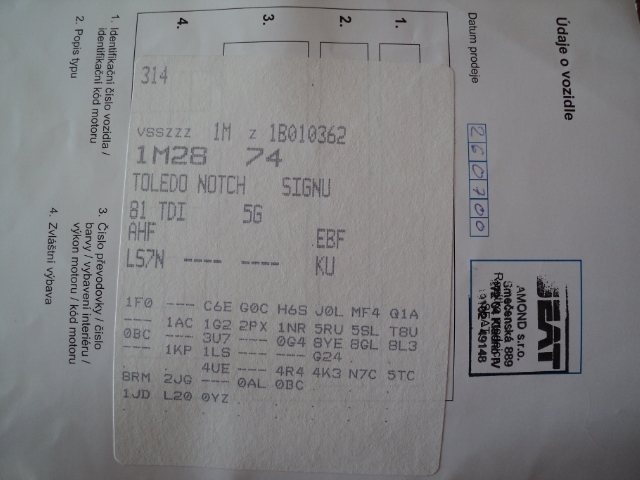 Údaje o vozidle
Datum prodeje
260700
SEAT
AMOND s.r.o.
Smečenská 889
1.
2.
3.
4.
314
VSSZZZ 1M Z 1B010362
1M28 74
TOLEDO NOTCH SIGNU
81 TDI 5G
AHF EBF
LS7N ---- ---- KU
1F0 --- C6E G0C H6S J0L MF4 Q1A
--- 1AC 1G2 2PX 1NR 5RU 5SL T8U
0BC --- 3U7 --- 0G4 8YE 8GL 8L3
--- 1KP 1LS --- --- G24
4UE --- 4R4 4K3 N7C 5TC
8RM 2JG --- 0AL 0BC
1JD L20 0YZ
1. Identifikační číslo vozidla /
identifikační kód motoru
2. Popis typu
3. Číslo převodovky / číslo
barvy / vybavení interiéru /
výkon motoru / kód motoru
4. Zvláštní výbava